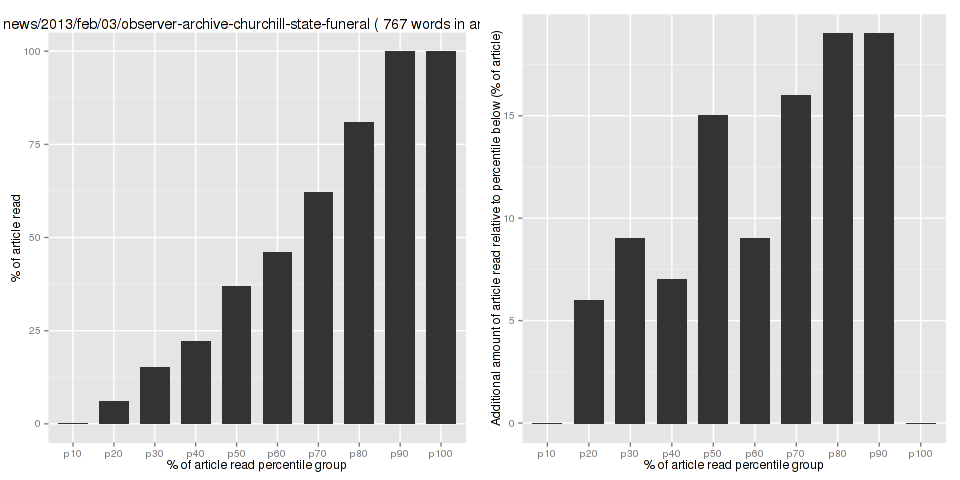 news/2013/feb/03/observer-archive-churchill-state-funeral ( 767 words in ar
100
75
50
25
0
% of article read
p10 p20 p30 p40 p50 p60 p70 p80 p90 p100
% of article read percentile group
Additional amount of article read relative to percentile below (% of article)
15
10
5
0
p10 p20 p30 p40 p50 p60 p70 p80 p90 p100
% of article read percentile group